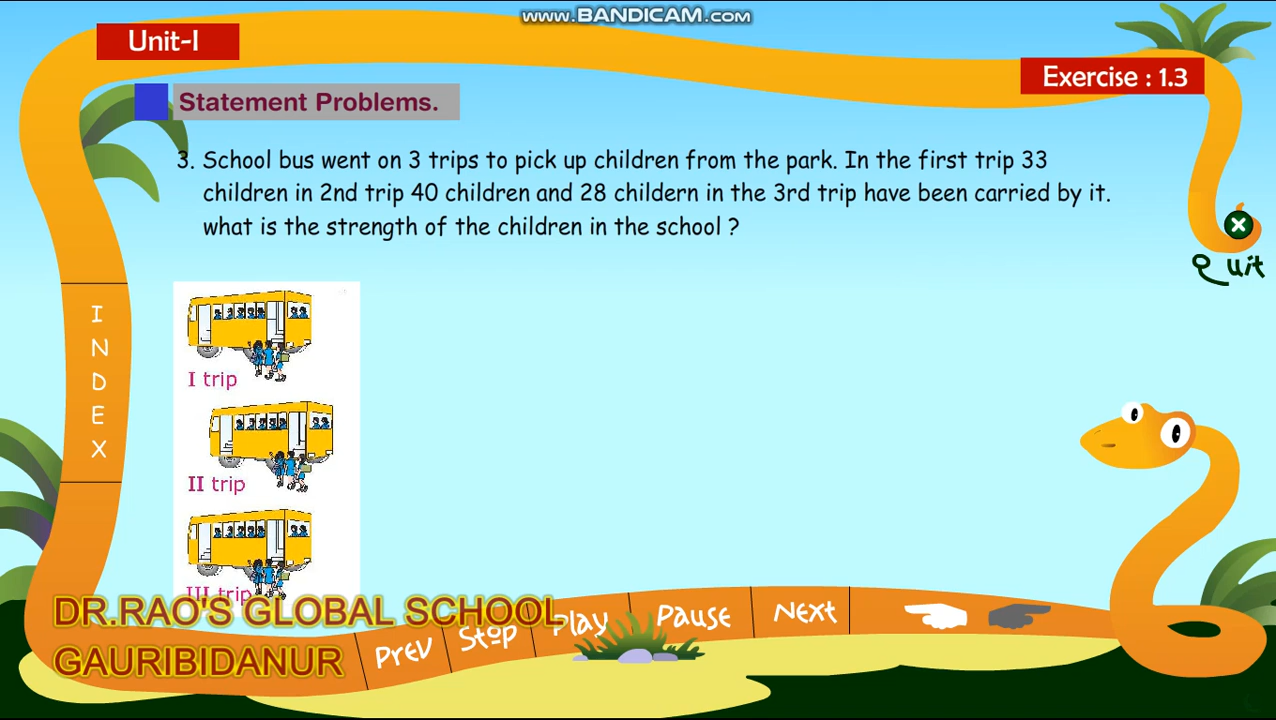 www.BANDICAM.com
Unit-I
Exercise : 1.3
Statement Problems.
3. School bus went on 3 trips to pick up children from the park. In the first trip 33
children in 2nd trip 40 children and 28 childern in the 3rd trip have been carried by it.
what is the strength of the children in the school ?
Quit
INDEX
I trip
II trip
III trip
DR.RAO'S GLOBAL SCHOOL
GAURIBIDANUR
Prev Stop Play Pause Next